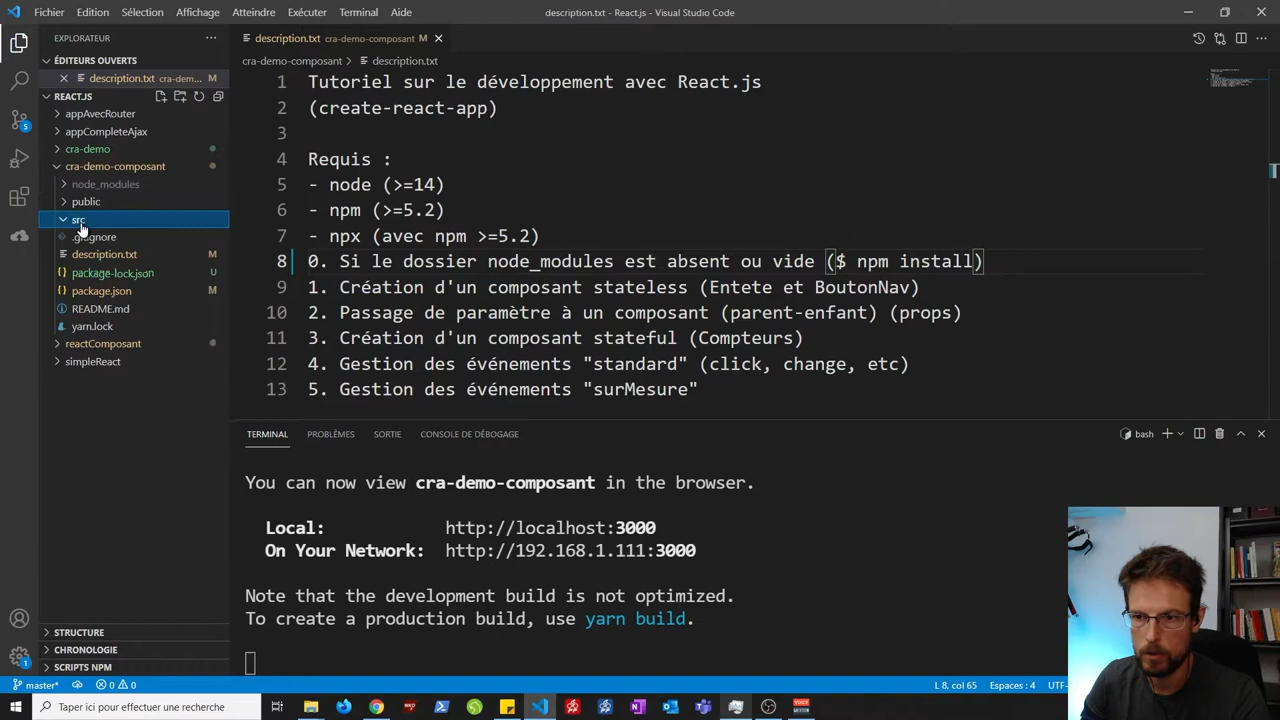 Fichier Edition Sélection Affichage Atteindre Exécuter Terminal Aide description.txt - React.js - Visual Studio Code
EXPLORATEUR
description.txt cra-demo-composant M
ÉDITEURS OUVERTS
cra-demo-composant > description.txt
description.txt cra-dem... M
REACT.JS
appAvecRouter
appCompleteAjax
cra-demo
cra-demo-composant
node_modules
public
src
description.txt
package-lock.json U
package.json M
README.md
yarn.lock
reactComposant
simpleReact
1 Tutoriel sur le développement avec React.js
2 (create-react-app)
3
4 Requis :
5 - node (>=14)
6 - npm (>=5.2)
7 - npx (avec npm >=5.2)
8 0. Si le dossier node_modules est absent ou vide ($ npm install)
9 1. Création d'un composant stateless (Entete et BoutonNav)
10 2. Passage de paramètre à un composant (parent-enfant) (props)
11 3. Création d'un composant stateful (Compteurs)
12 4. Gestion des événements "standard" (click, change, etc)
13 5. Gestion des événements "surMesure"
TERMINAL PROBLÈMES SORTIE CONSOLE DE DÉBOGAGE bash
You can now view cra-demo-composant in the browser.
Local: http://localhost:3000
On Your Network: http://192.168.1.111:3000
Note that the development build is not optimized.
To create a production build, use yarn build.
STRUCTURE
CHRONOLOGIE
SCRIPTS NPM
master* 0 0 L 8, col 65 Espaces : 4 UTF-
Taper ici pour effectuer une recherche